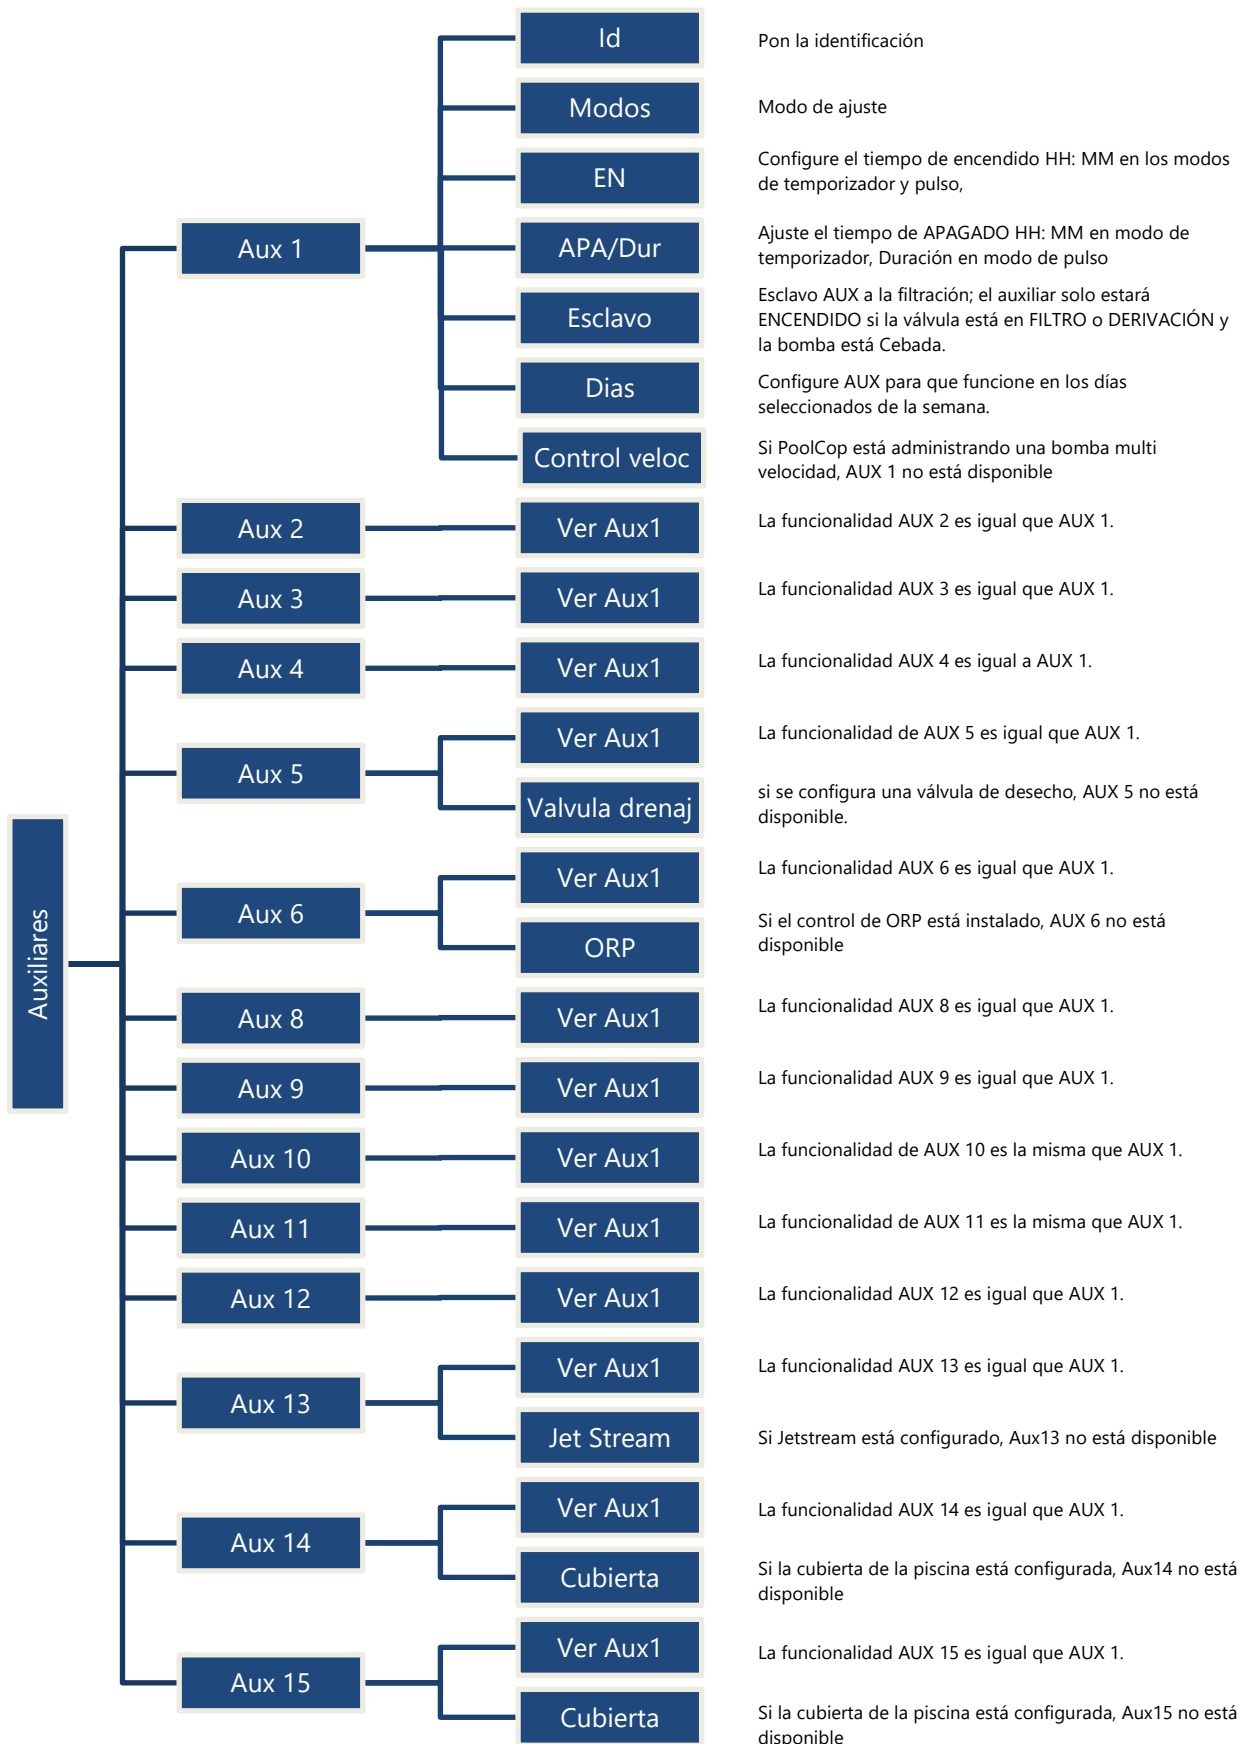 Auxiliares
Aux 1
Id
Pon la identificación
Modos
Modo de ajuste
EN
Configure el tiempo de encendido HH: MM en los modos
de temporizador y pulso,
APA/Dur
Ajuste el tiempo de APAGADO HH: MM en modo de
temporizador, Duración en modo de pulso
Esclavo
Esclavo AUX a la filtración; el auxiliar solo estará
ENCENDIDO si la válvula está en FILTRO o DERIVACIÓN y
la bomba está Cebada.
Dias
Configure AUX para que funcione en los días
seleccionados de la semana.
Control veloc
Si PoolCop está administrando una bomba multi
velocidad, AUX 1 no está disponible
Aux 2
Ver Aux1
La funcionalidad AUX 2 es igual que AUX 1.
Aux 3
Ver Aux1
La funcionalidad AUX 3 es igual que AUX 1.
Aux 4
Ver Aux1
La funcionalidad AUX 4 es igual a AUX 1.
Aux 5
Ver Aux1
La funcionalidad de AUX 5 es igual que AUX 1.
Valvula drenaj
si se configura una válvula de desecho, AUX 5 no está
disponible.
Aux 6
Ver Aux1
La funcionalidad AUX 6 es igual que AUX 1.
ORP
Si el control de ORP está instalado, AUX 6 no está
disponible
Aux 8
Ver Aux1
La funcionalidad AUX 8 es igual que AUX 1.
Aux 9
Ver Aux1
La funcionalidad AUX 9 es igual que AUX 1.
Aux 10
Ver Aux1
La funcionalidad de AUX 10 es la misma que AUX 1.
Aux 11
Ver Aux1
La funcionalidad de AUX 11 es la misma que AUX 1.
Aux 12
Ver Aux1
La funcionalidad AUX 12 es igual que AUX 1.
Aux 13
Ver Aux1
La funcionalidad AUX 13 es igual que AUX 1.
Jet Stream
Si Jetstream está configurado, Aux13 no está disponible
Aux 14
Ver Aux1
La funcionalidad AUX 14 es igual que AUX 1.
Cubierta
Si la cubierta de la piscina está configurada, Aux14 no está
disponible
Aux 15
Ver Aux1
La funcionalidad AUX 15 es igual que AUX 1.
Cubierta
Si la cubierta de la piscina está configurada, Aux15 no está
disponible